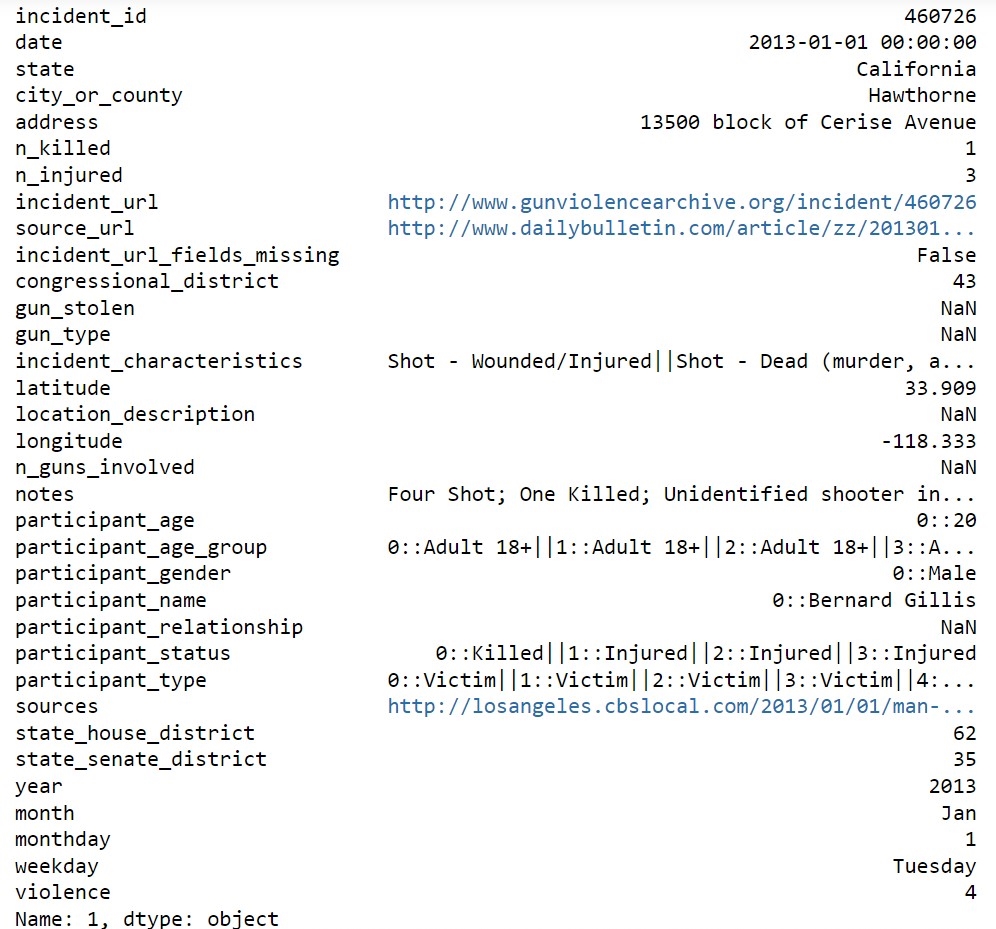 incident_id 460726
date 2013-01-01 00:00:00
state California
city_or_county Hawthorne
address 13500 block of Cerise Avenue
n_killed 1
n_injured 3
incident_url http://www.gunviolencearchive.org/incident/460726
source_url http://www.dailybulletin.com/article/zz/201301...
incident_url_fields_missing False
congressional_district 43
gun_stolen NaN
gun_type NaN
incident_characteristics Shot - Wounded/Injured||Shot - Dead (murder, a...
latitude 33.909
location_description NaN
longitude -118.333
n_guns_involved NaN
notes Four Shot; One Killed; Unidentified shooter in...
participant_age 0::20
participant_age_group 0::Adult 18+||1::Adult 18+||2::Adult 18+||3::A...
participant_gender 0::Male
participant_name 0::Bernard Gillis
participant_relationship NaN
participant_status 0::Killed||1::Injured||2::Injured||3::Injured
participant_type 0::Victim||1::Victim||2::Victim||3::Victim||4:...
sources http://losangeles.cbslocal.com/2013/01/01/man-...
state_house_district 62
state_senate_district 35
year 2013
month Jan
monthday 1
weekday Tuesday
violence 4
Name: 1, dtype: object